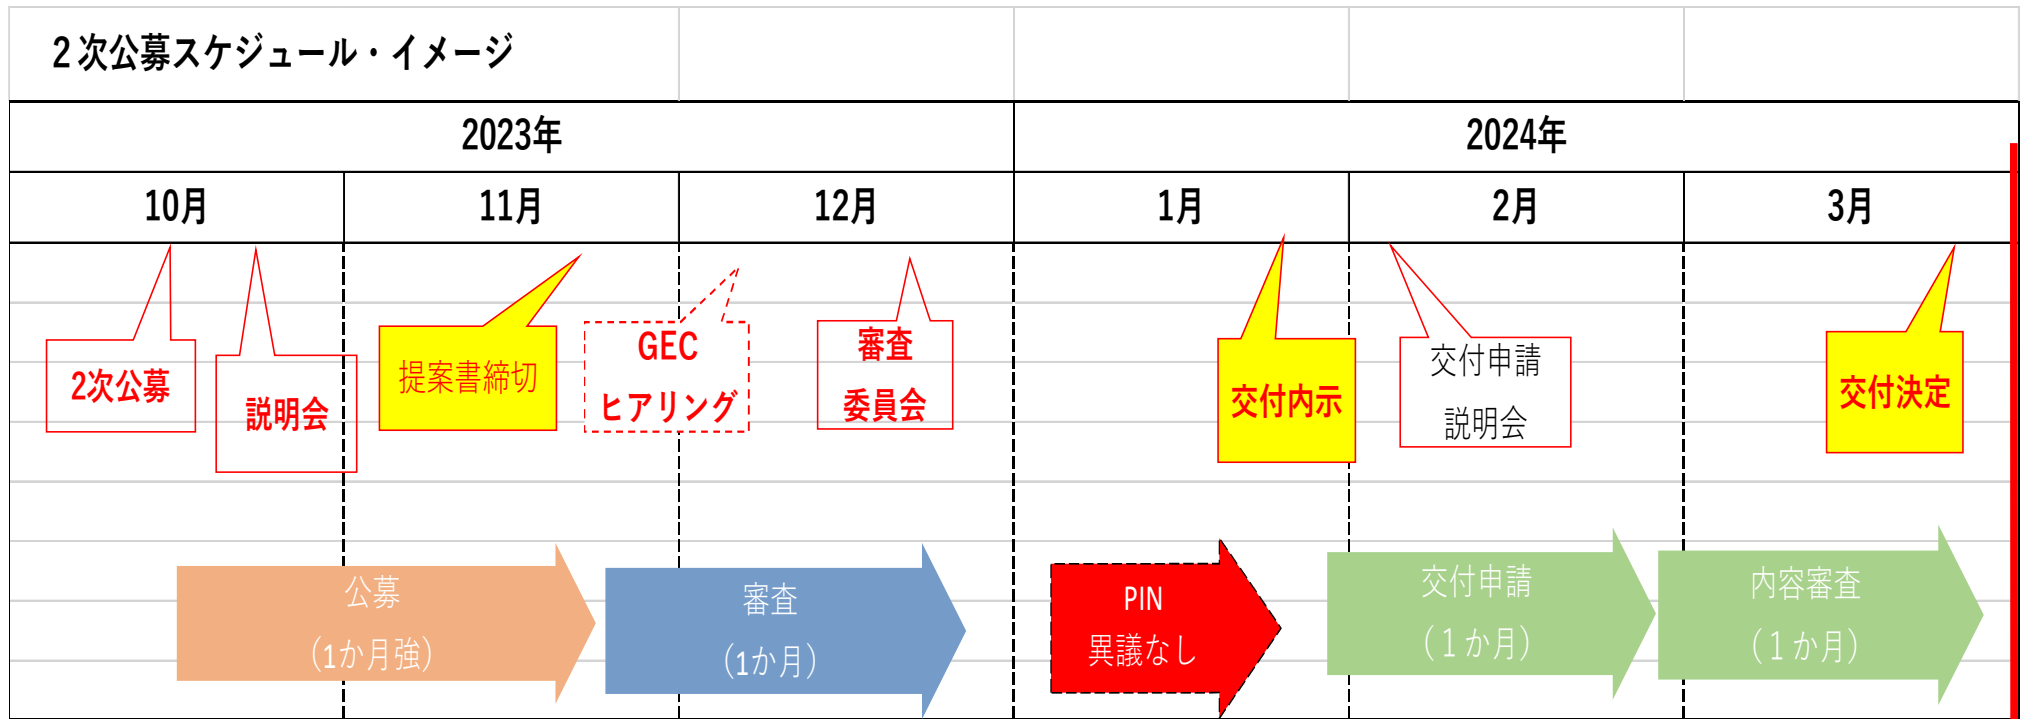 ２次公募スケジュール・イメージ
2023年
2024年
10月
11月
12月
1月
2月
3月
2次公募
説明会
提案書締切
GEC
ヒアリング
審査
委員会
交付内示
交付申請
説明会
交付決定
公募
（1か月強）
審査
（1か月）
PIN
異議なし
交付申請
（１か月）
内容審査
（１か月）